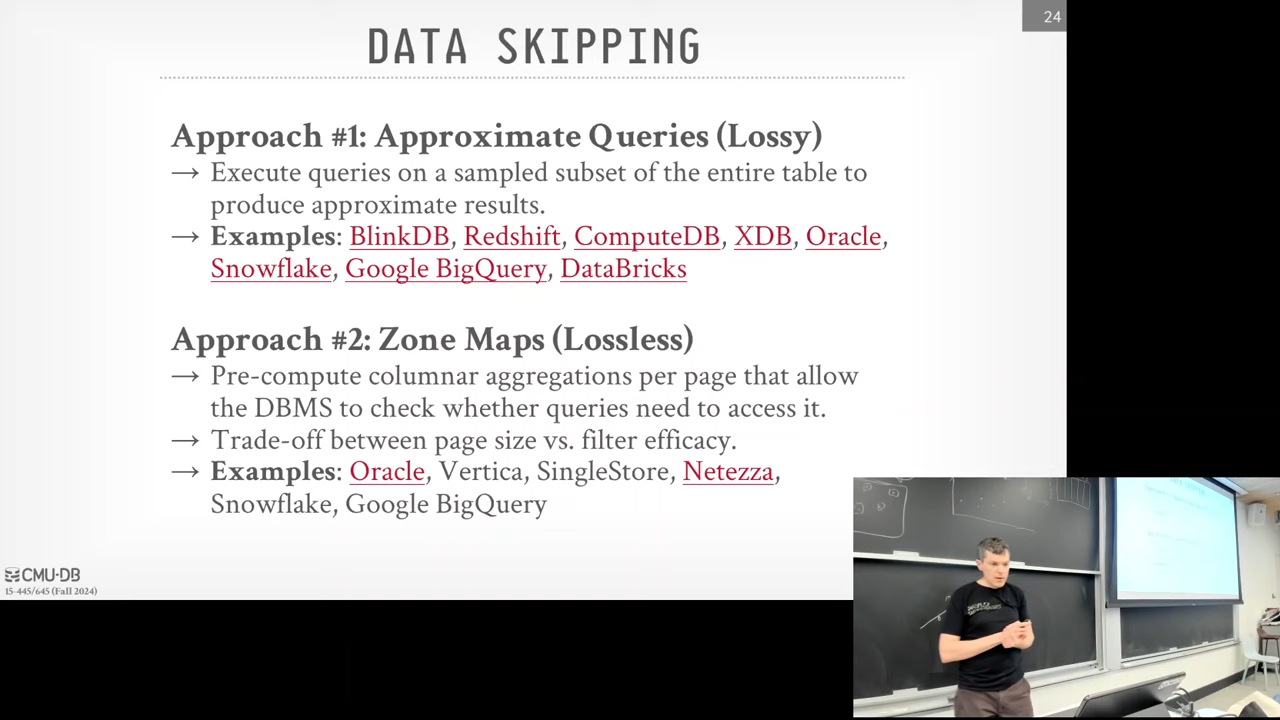 24
DATA SKIPPING
Approach #1: Approximate Queries (Lossy)
→ Execute queries on a sampled subset of the entire table to
produce approximate results.
→ Examples: BlinkDB, Redshift, ComputeDB, XDB, Oracle,
Snowflake, Google BigQuery, DataBricks
Approach #2: Zone Maps (Lossless)
→ Pre-compute columnar aggregations per page that allow
the DBMS to check whether queries need to access it.
→ Trade-off between page size vs. filter efficacy.
→ Examples: Oracle, Vertica, SingleStore, Netezza,
Snowflake, Google BigQuery
CMU·DB
15-445/645 (Fall 2024)